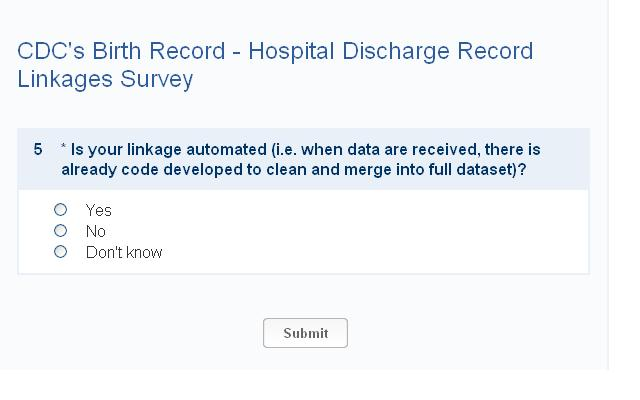 CDC's Birth Record - Hospital Discharge Record
Linkages Survey
5 * Is your linkage automated (i.e. when data are received, there is
already code developed to clean and merge into full dataset)?
Yes
No
Don't know
Submit